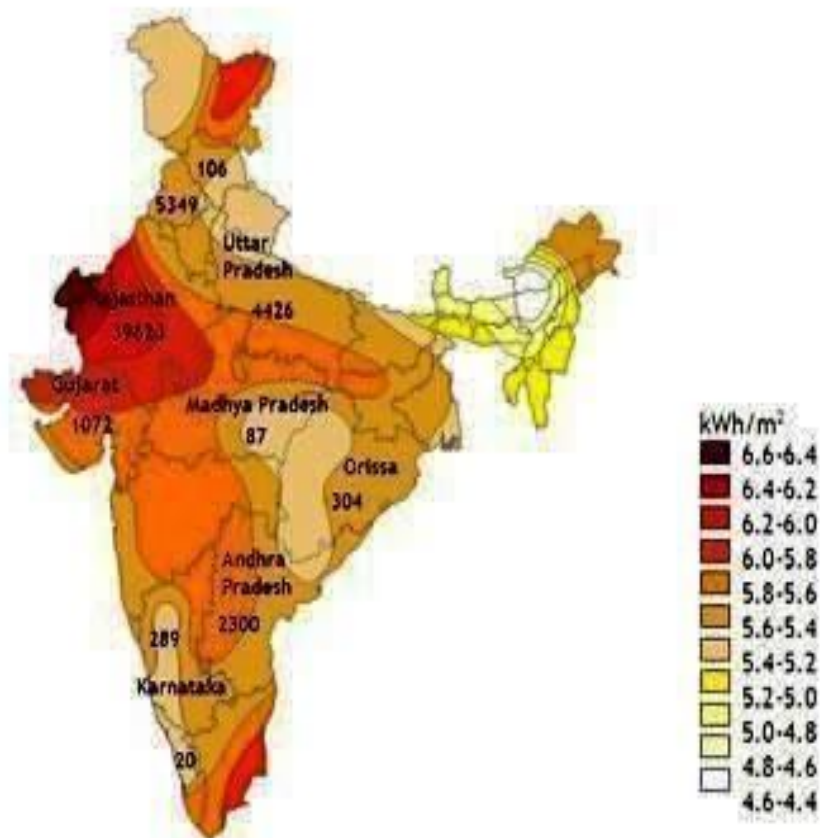 106
5349
Uttar
Pradesh
4426
Rajasthan
Gujarat
1072
Madhya Pradesh
87
Orissa
304
Andhra
Pradesh
2300
289
Karnataka
20
kWh/m²
6.6-6.4
6.4-6.2
6.2-6.0
6.0-5.8
5.8-5.6
5.6-5.4
5.4-5.2
5.2-5.0
5.0-4.8
4.8-4.6
4.6-4.4